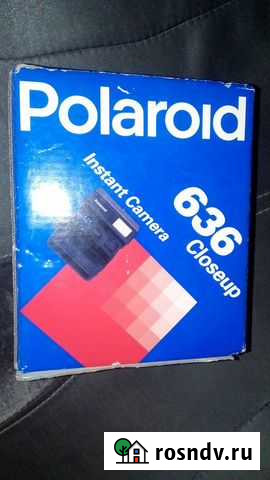 Polaroid
Instant Camera
636
Closeup
rosndv.ru